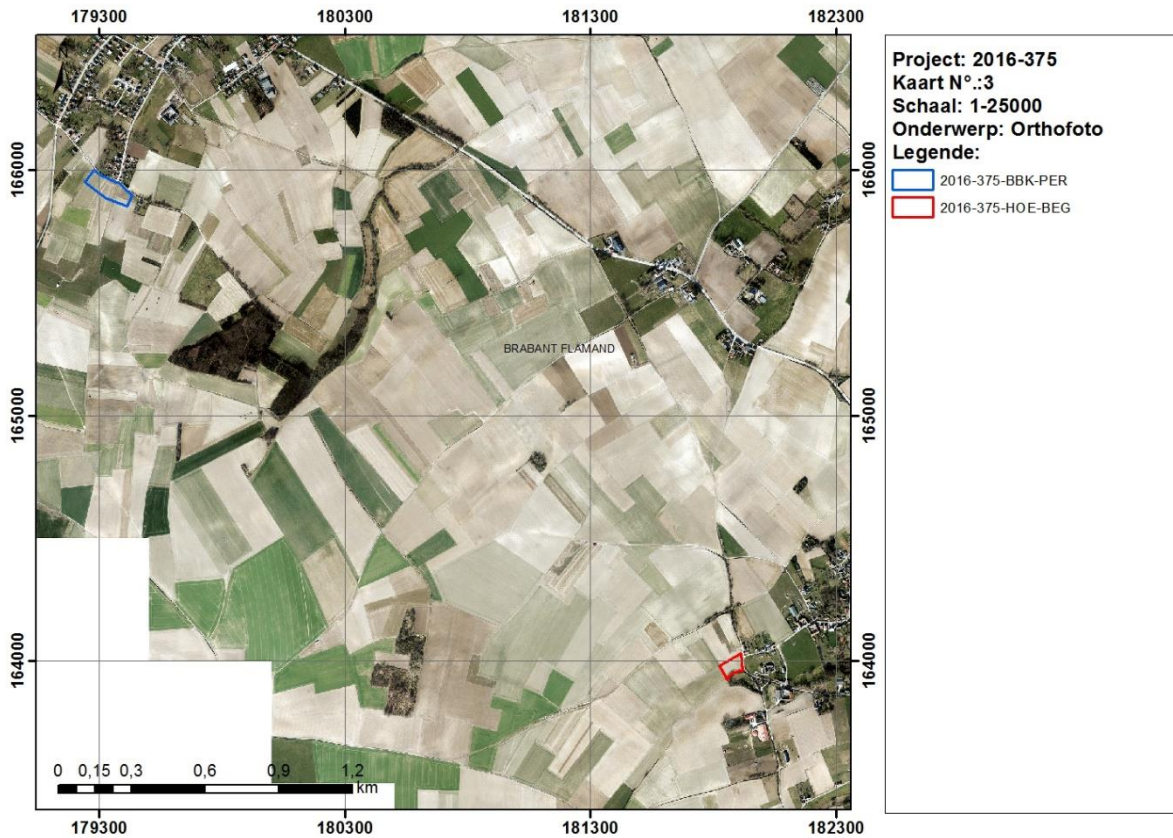 179300 180300 181300 182300
166000 166000
165000 165000
164000 164000
BRABANT FLAMAND
0 0,15 0,3 0,6 0,9 1,2
km
179300 180300 181300 182300
Project: 2016-375
Kaart N°.:3
Schaal: 1-25000
Onderwerp: Orthofoto
Legende:
2016-375-BBK-PER
2016-375-HOE-BEG